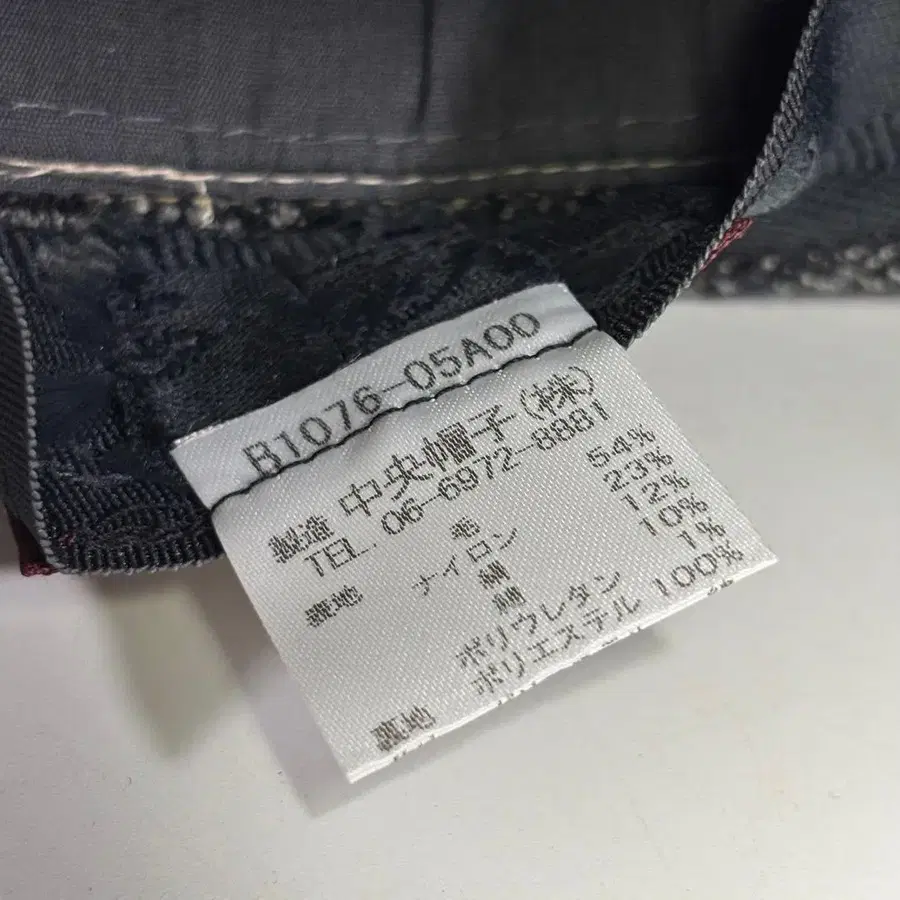 B1076-05A00
製造 中央帽子(株)
TEL. 06-6972-8881
表地 毛 54%
ナイロン 23%
12%
10%
ポリウレタン 1%
裏地 ポリエステル 100%